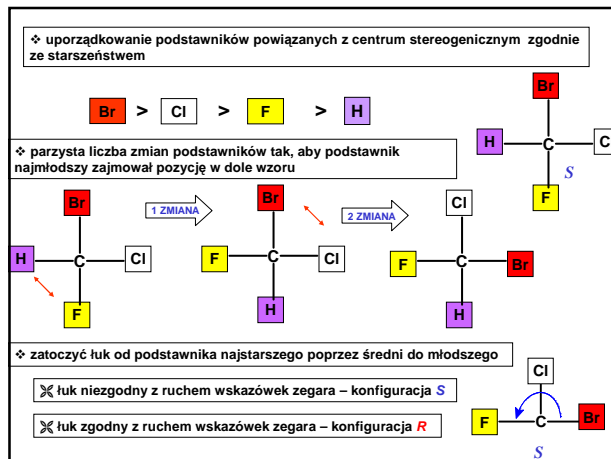 ❖ uporządkowanie podstawników powiązanych z centrum stereogenicznym zgodnie
ze starszeństwem
Br > Cl > F > H
Br
H C C
F S
❖ parzysta liczba zmian podstawników tak, aby podstawnik
najmłodszy zajmował pozycję w dole wzoru
Br
H C Cl
F
1 ZMIANA
Br
F C Cl
H
2 ZMIANA
Cl
F C Br
H
❖ zatoczyć łuk od podstawnika najstarszego poprzez średni do młodszego
łuk niezgodny z ruchem wskazówek zegara – konfiguracja S
łuk zgodny z ruchem wskazówek zegara – konfiguracja R
Cl
F C Br
S